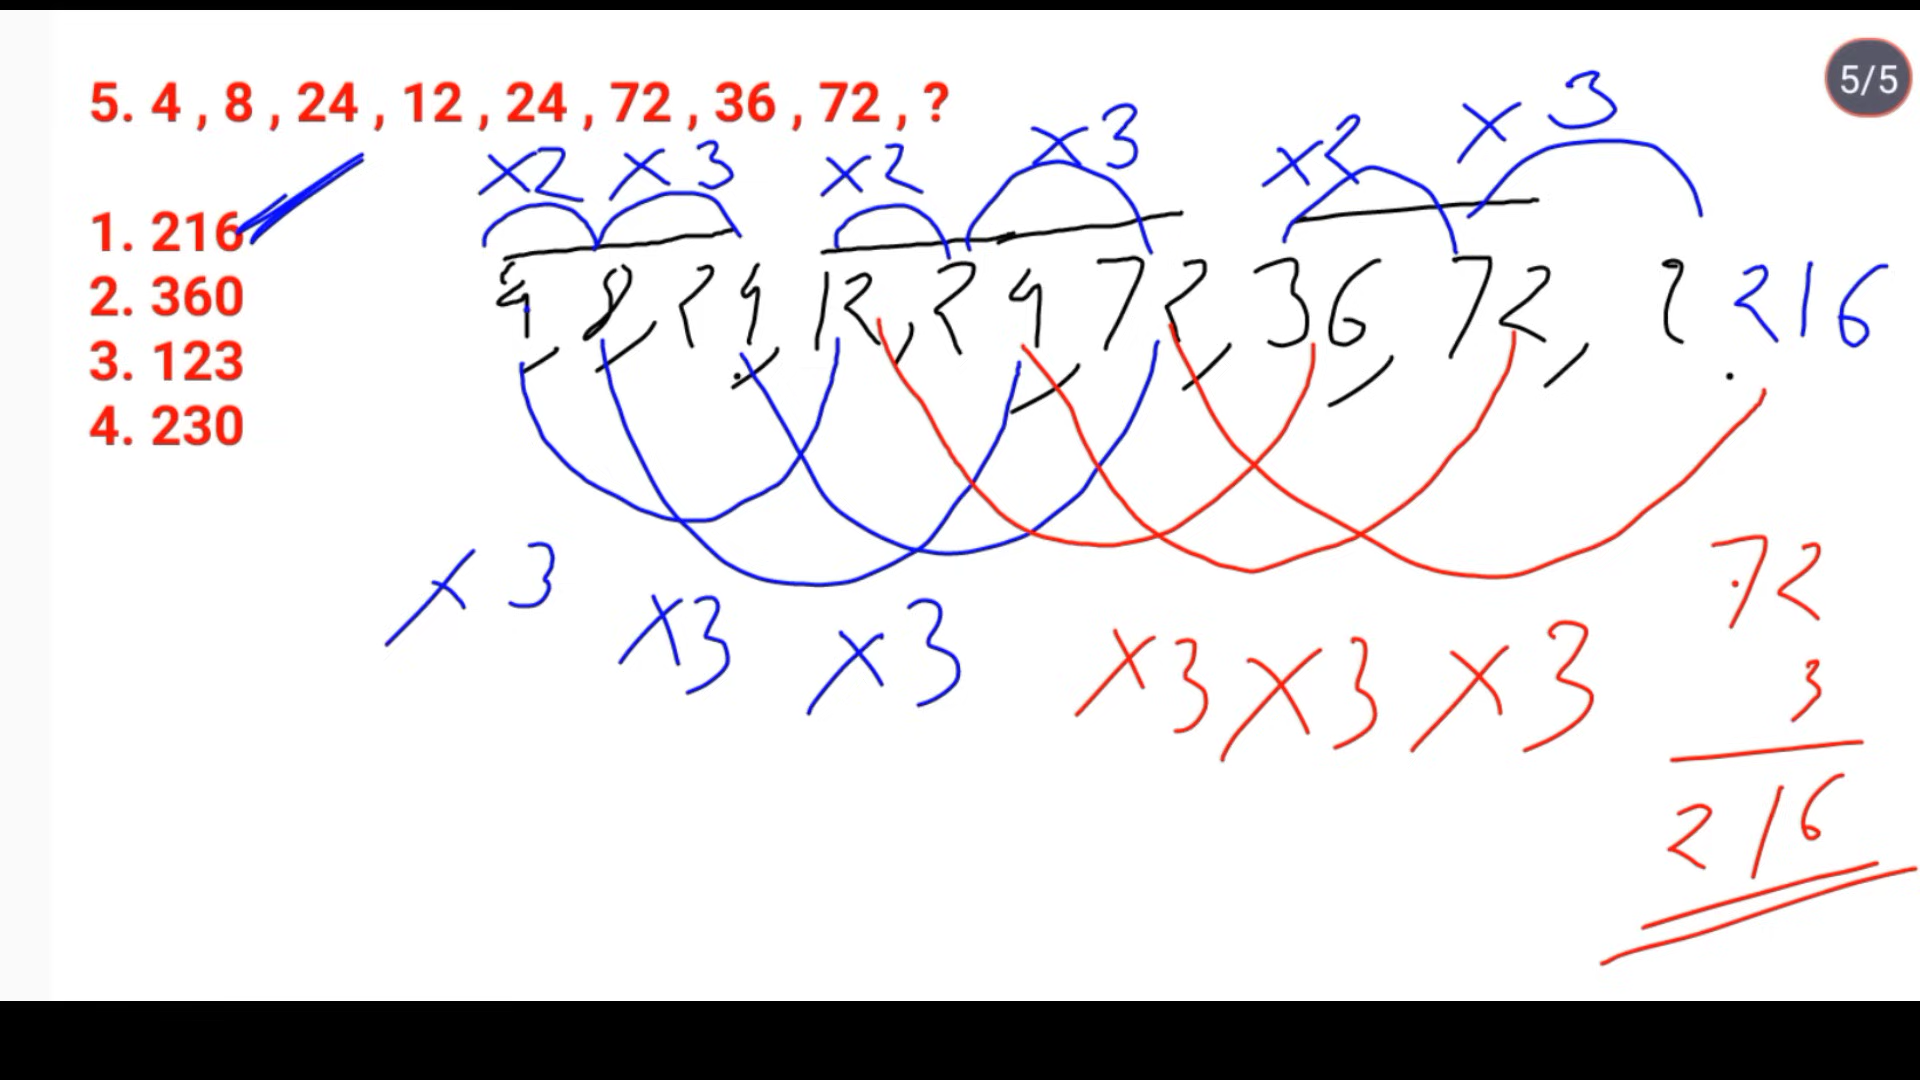 5/5
5. 4 , 8 , 24 , 12 , 24 , 72 , 36 , 72 , ?
×2 ×3 ×2 ×3 ×2 ×3
1. 216
4, 8, 24, 12, 24, 72, 36, 72, ? 216
2. 360
3. 123
4. 230
×3 ×3 ×3 ×3 ×3 ×3
72
3
216